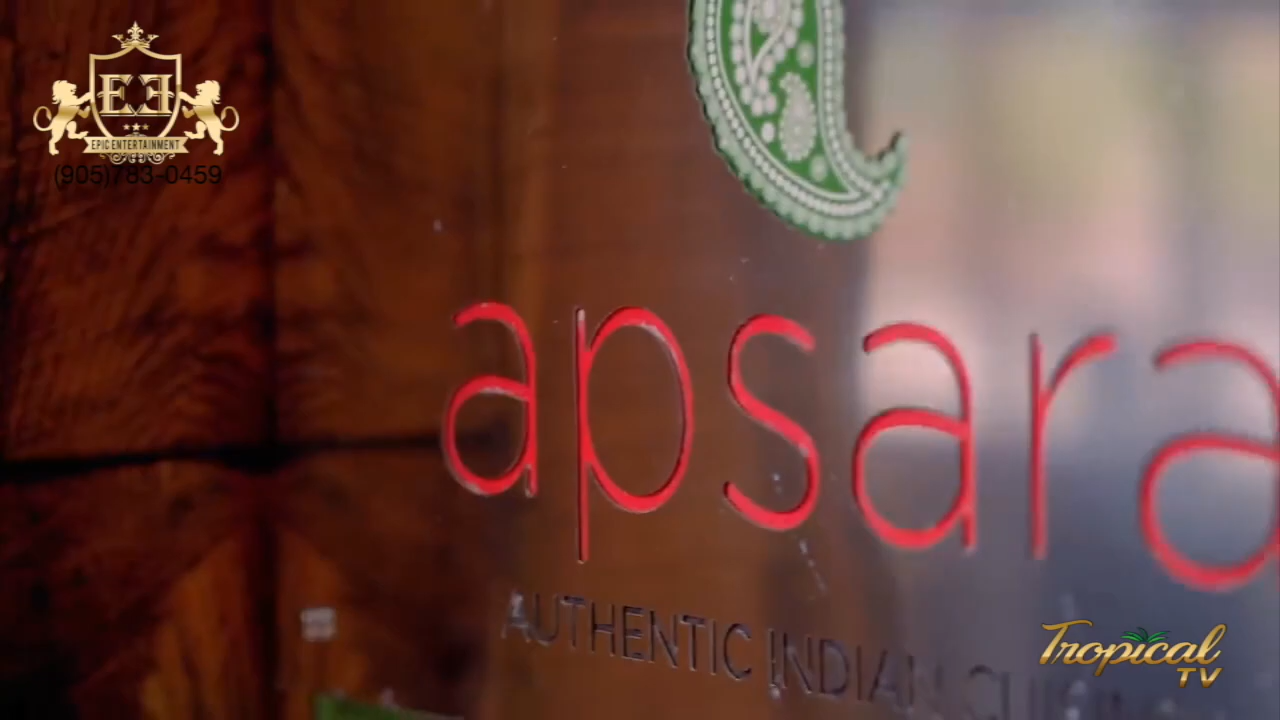 EE
EPIC ENTERTAINMENT
(905)783-0459
apsara
AUTHENTIC INDIAN
Tropical
TV